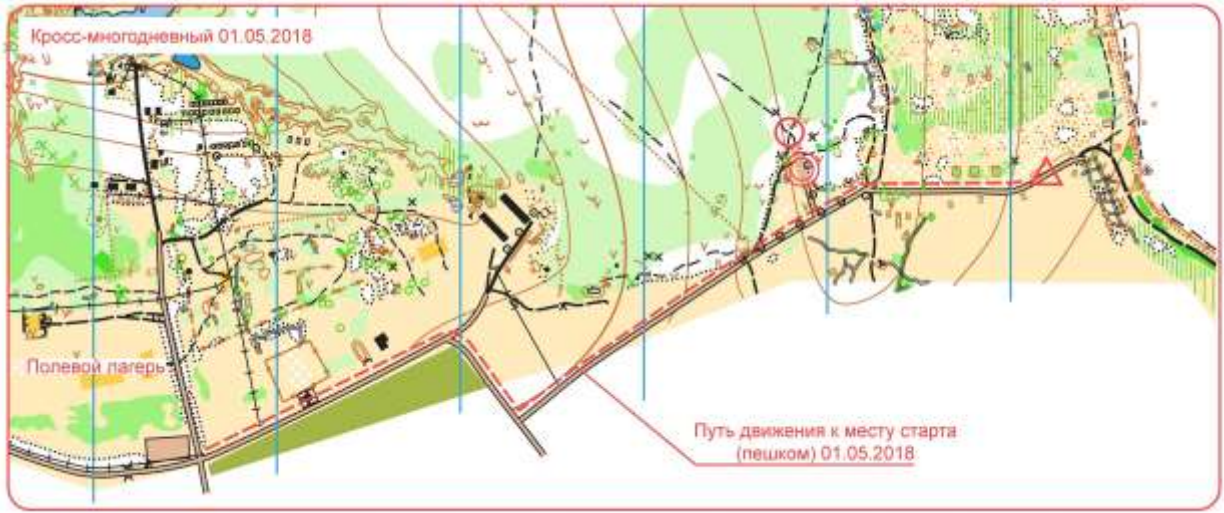 Кросс-многодневный 01.05.2018
Полевой лагерь
Путь движения к месту старта
(пешком) 01.05.2018